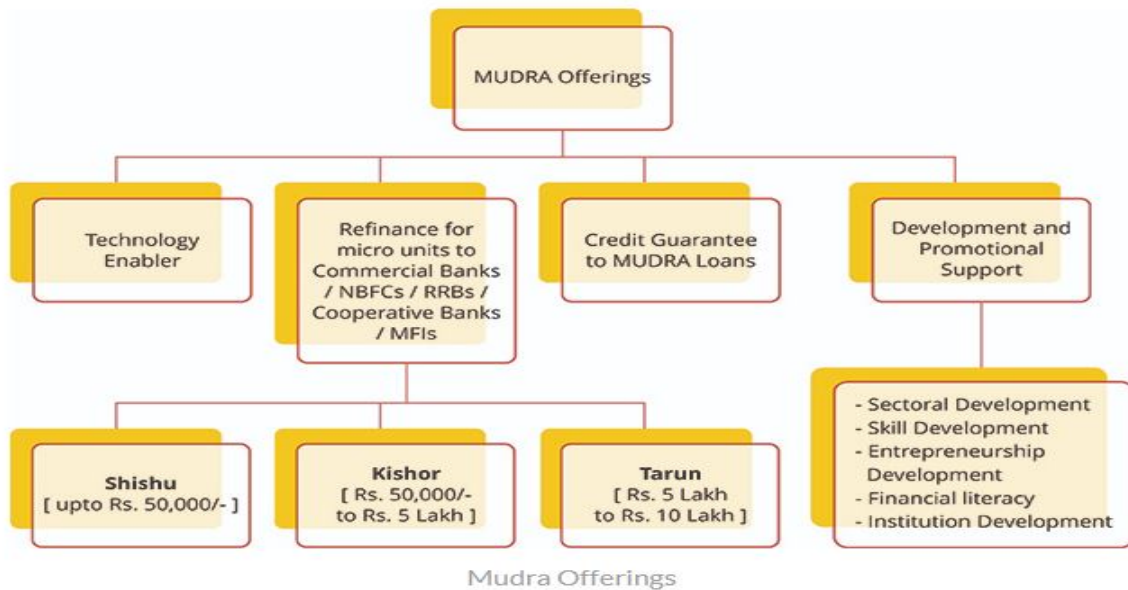 MUDRA Offerings
Technology
Enabler
Refinance for
micro units to
Commercial Banks
/ NBFCs / RRBs /
Cooperative Banks
/ MFIs
Credit Guarantee
to MUDRA Loans
Development and
Promotional
Support
Shishu
[ upto Rs. 50,000/- ]
Kishor
[ Rs. 50,000/-
to Rs. 5 Lakh ]
Tarun
[ Rs. 5 Lakh
to Rs. 10 Lakh ]
- Sectoral Development
- Skill Development
- Entrepreneurship
Development
- Financial literacy
- Institution Development
Mudra Offerings